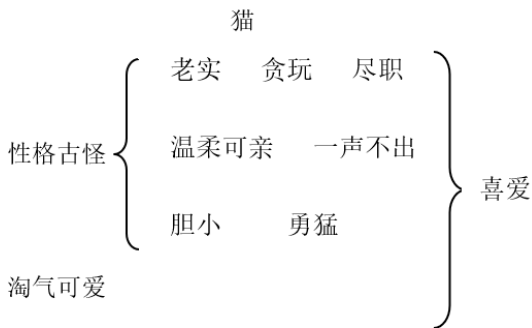 猫
老实 贪玩 尽职
性格古怪
温柔可亲 一声不出
喜爱
胆小 勇猛
淘气可爱